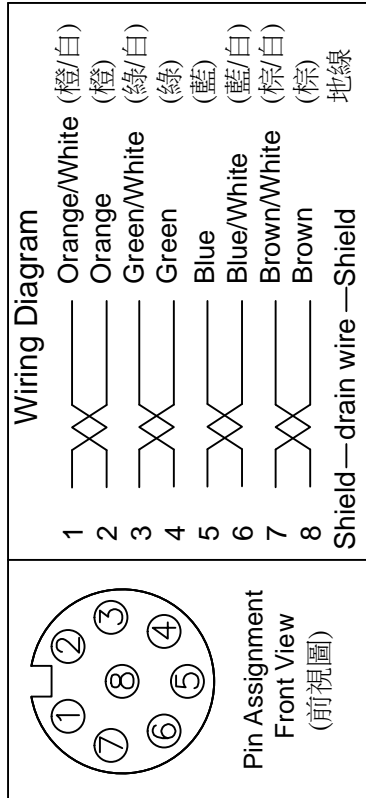 Wiring Diagram
1 Orange/White (橙/白)
2 Orange (橙)
3 Green/White (綠/白)
4 Green (綠)
5 Blue (藍)
6 Blue/White (藍/白)
7 Brown/White (棕/白)
8 Brown (棕)
Shield—drain wire—Shield 地線
1
2
3
4
5
6
7
8
Pin Assignment
Front View
(前視圖)